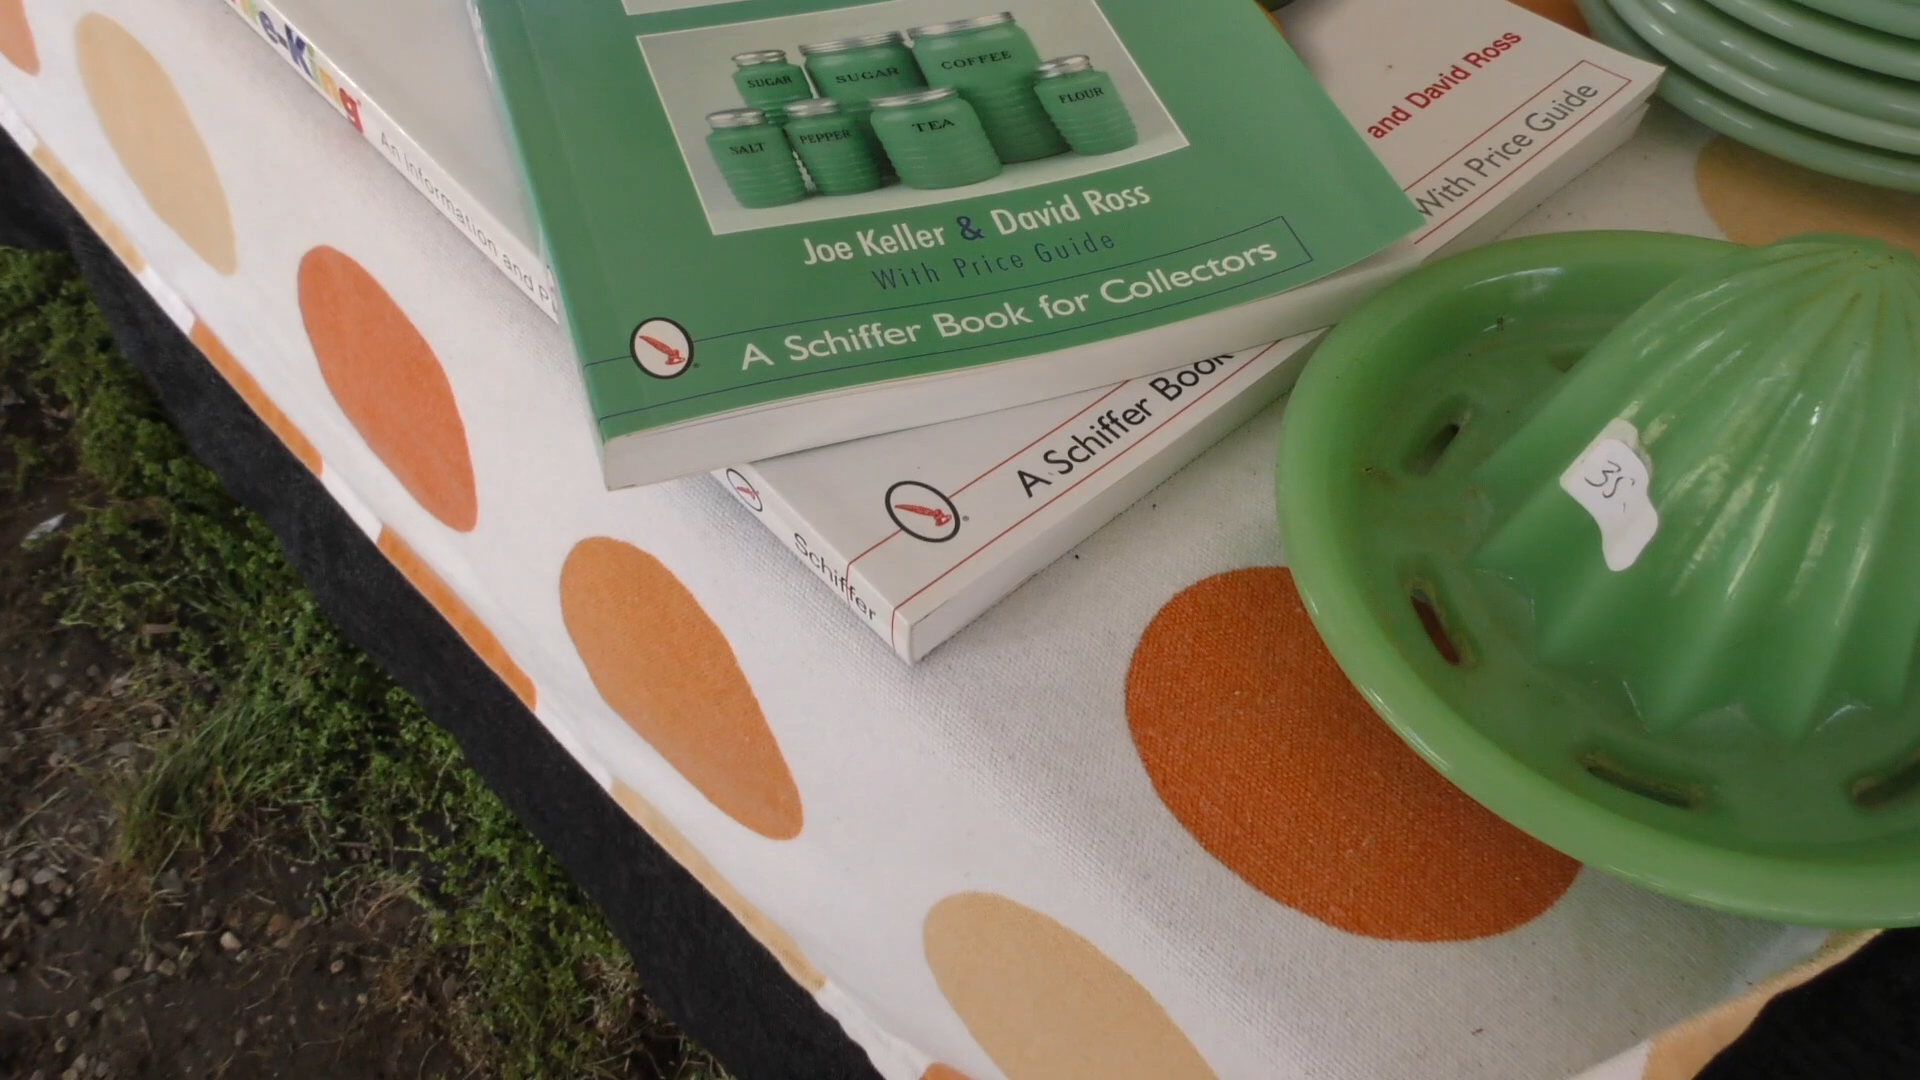 e-King
An Information and P
SUGAR
SUGAR
COFFEE
FLOUR
SALT
PEPPER
TEA
Joe Keller & David Ross
With Price Guide
A Schiffer Book for Collectors
and David Ross
With Price Guide
A Schiffer Book
Schiffer
35